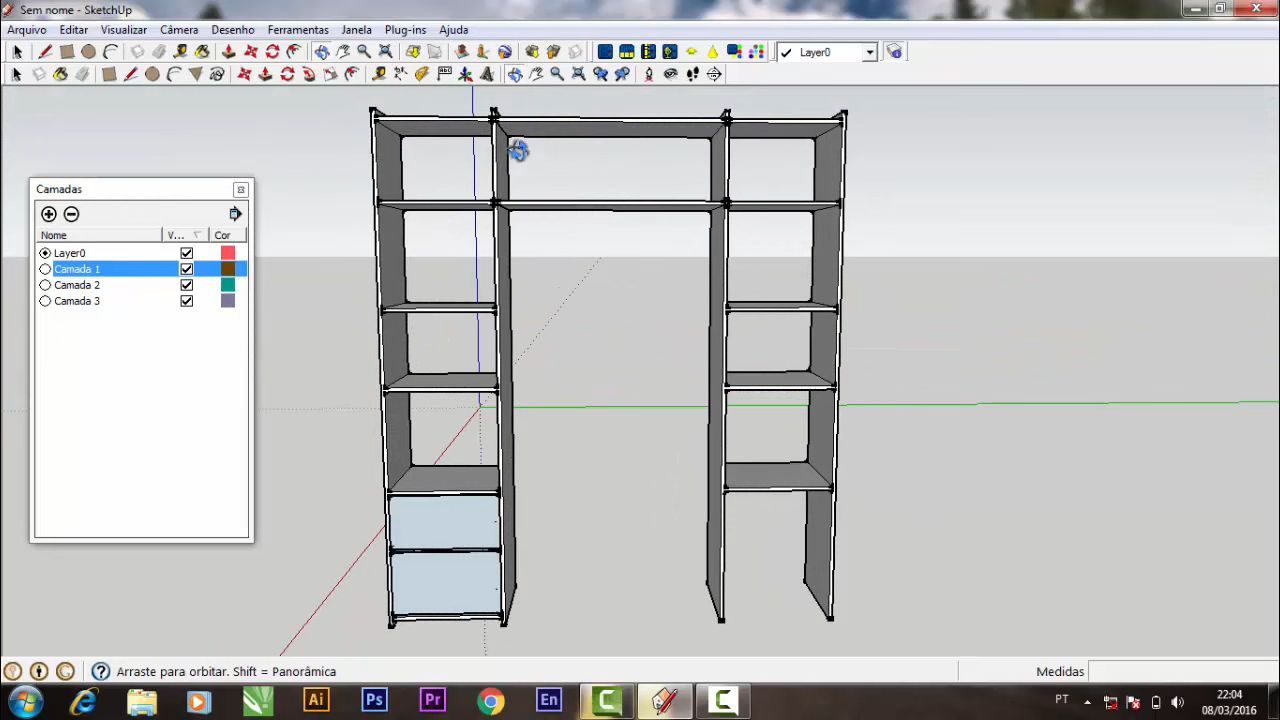 Sem nome - SketchUp
Arquivo Editar Visualizar Câmera Desenho Ferramentas Janela Plug-ins Ajuda
Layer0
Camadas
Nome V... Cor
Layer0
Camada 1
Camada 2
Camada 3
Arraste para orbitar. Shift = Panorâmica
Medidas
Ai Ps Pr En
PT
22:04
08/03/2016